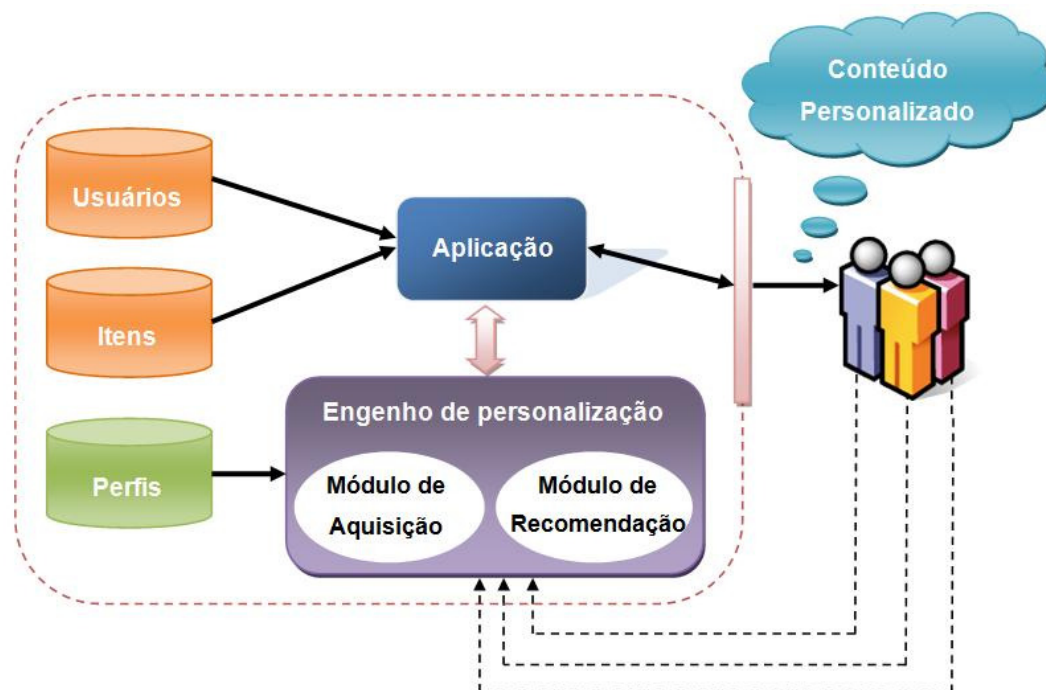 Conteúdo
Personalizado
Usuários
Aplicação
Itens
Engenho de personalização
Perfis
Módulo de
Aquisição
Módulo de
Recomendação